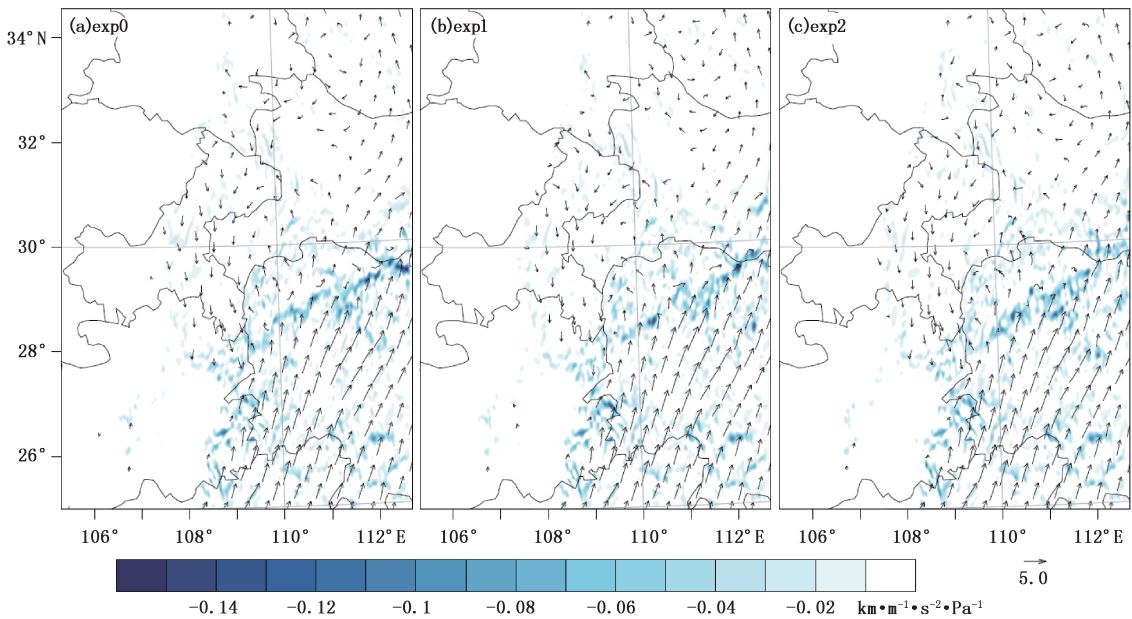 (a)exp0
(b)exp1
(c)exp2
34°N
32°
30°
28°
26°
106° 108° 110° 112°E
106° 108° 110° 112°E
106° 108° 110° 112°E
5.0
-0.14 -0.12 -0.1 -0.08 -0.06 -0.04 -0.02 km•m⁻¹•s⁻²•Pa⁻¹